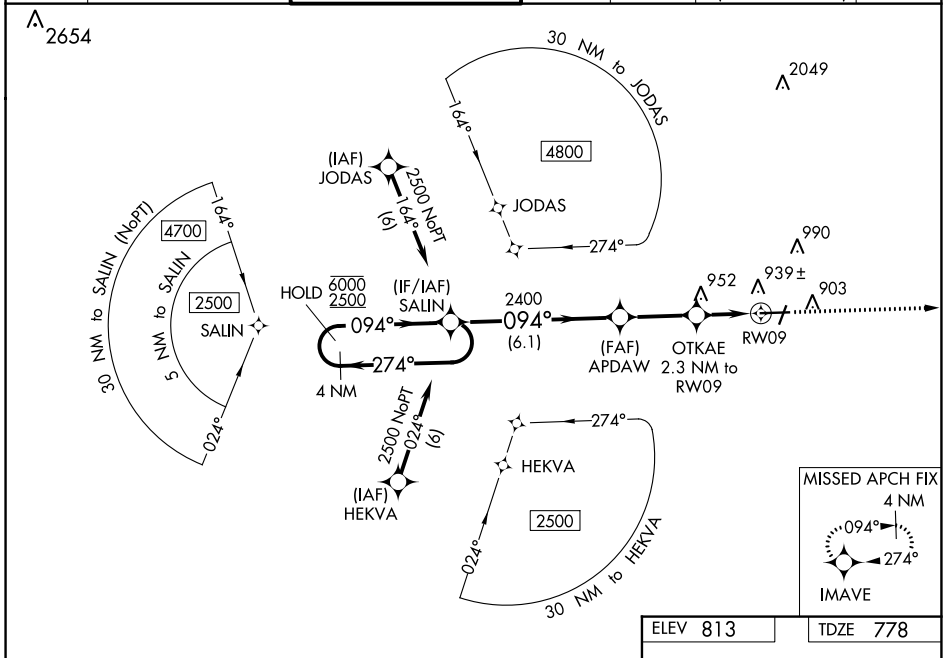 2654
2049
30 NM to JODAS
164°
4800
JODAS
274°
(IAF)
JODAS
2500 NoPT
164°
(6)
30 NM to SALIN (NoPT)
164°
4700
5 NM to SALIN
2500
SALIN
024°
HOLD
6000
2500
(IF/IAF)
SALIN
094°
274°
4 NM
2400
094°
(6.1)
(FAF)
APDAW
952
939±
990
903
OTKAE
2.3 NM to
RW09
RW09
2500 NoPT
024°
(6)
(IAF)
HEKVA
274°
HEKVA
2500
024°
30 NM to HEKVA
MISSED APCH FIX
4 NM
094°
274°
IMAVE
ELEV 813
TDZE 778